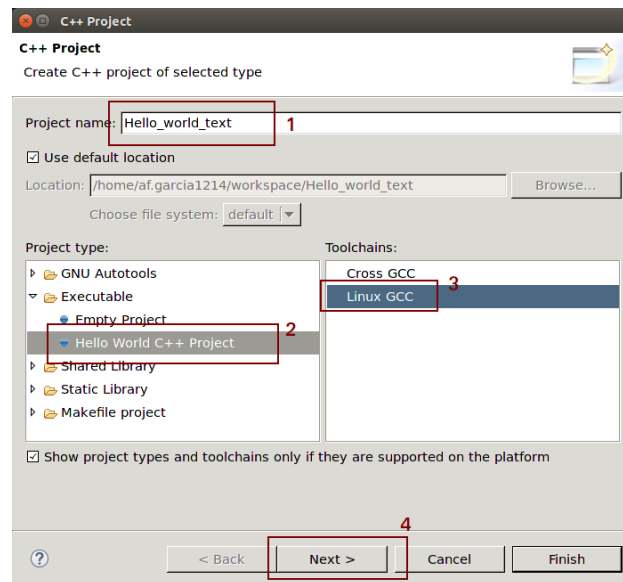 C++ Project
C++ Project
Create C++ project of selected type
Project name: Hello_world_text 1
Use default location
Location: /home/af.garcia1214/workspace/Hello_world_text Browse...
Choose file system: default
Project type: Toolchains:
GNU Autotools Cross GCC
Executable Linux GCC 3
Empty Project
Hello World C++ Project 2
Shared Library
Static Library
Makefile project
Show project types and toolchains only if they are supported on the platform
4
? < Back Next > Cancel Finish